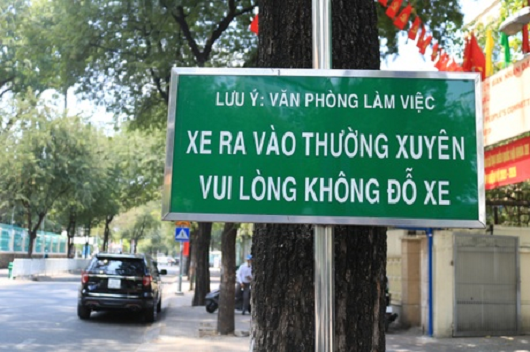 LƯU Ý: VĂN PHÒNG LÀM VIỆC
XE RA VÀO THƯỜNG XUYÊN
VUI LÒNG KHÔNG ĐỖ XE